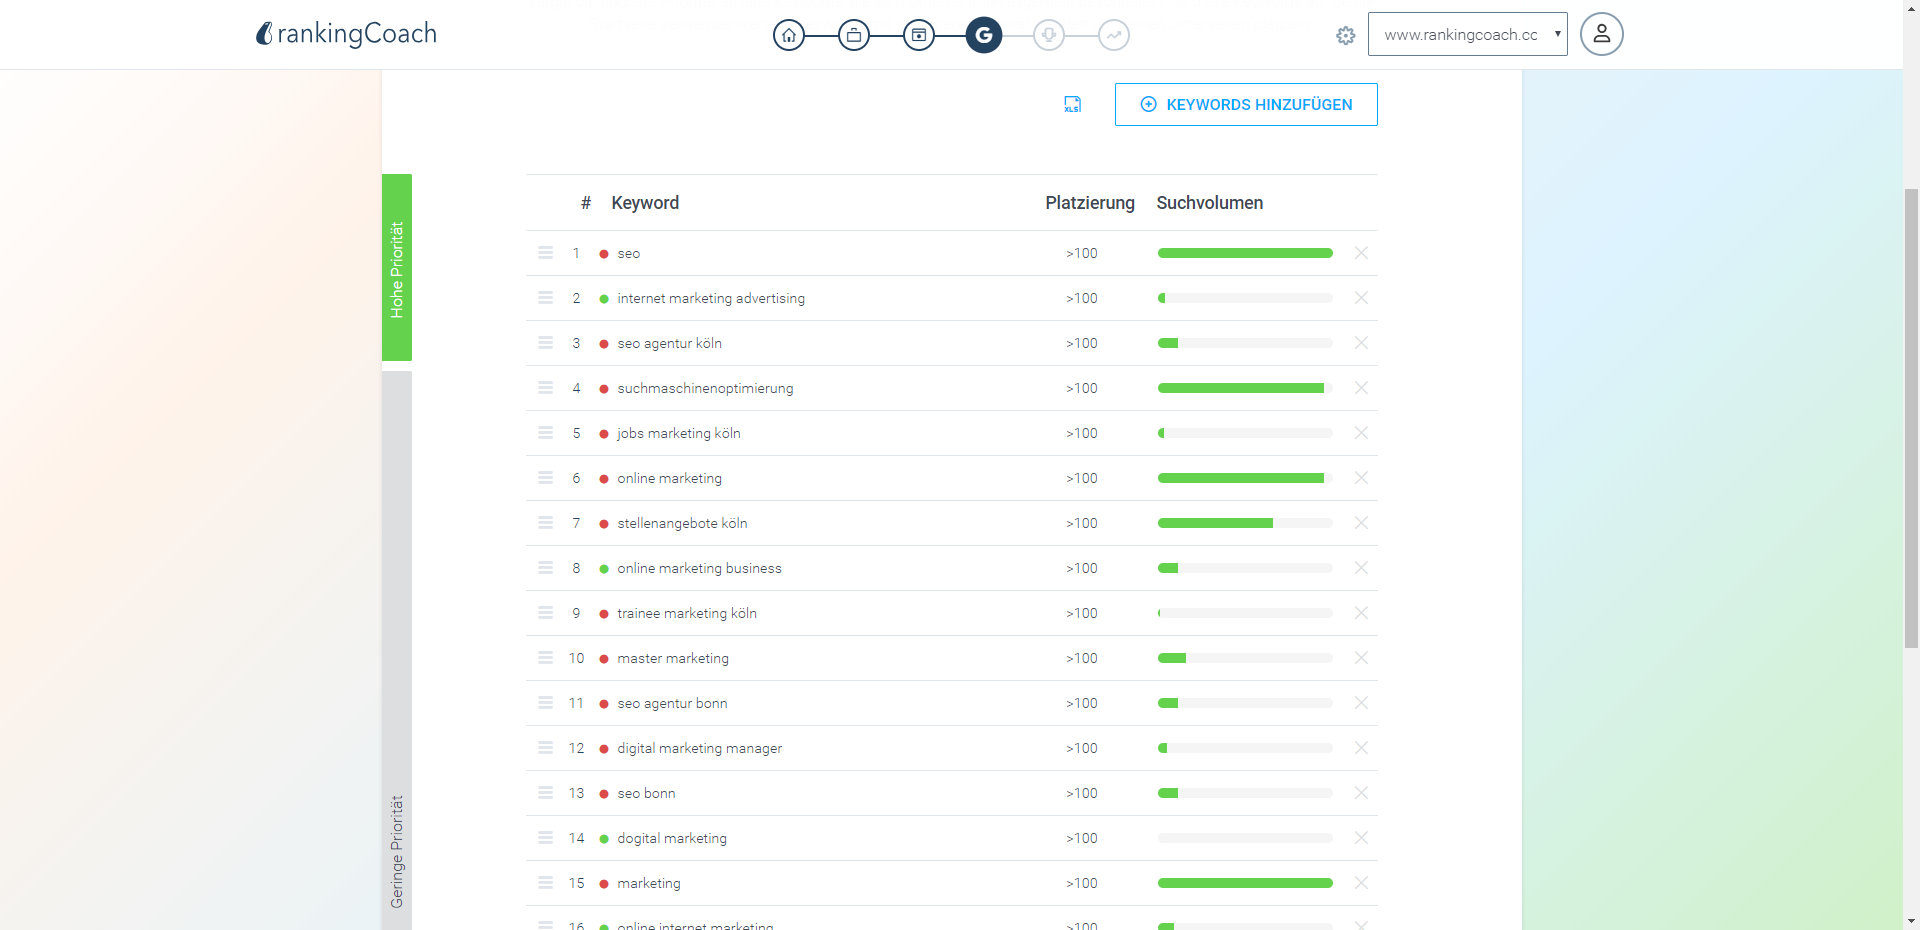 rankingCoach
G
www.rankingcoach.cc
XLS
KEYWORDS HINZUFÜGEN
Hohe Priorität
Geringe Priorität
# Keyword Platzierung Suchvolumen
1 seo >100
2 internet marketing advertising >100
3 seo agentur köln >100
4 suchmaschinenoptimierung >100
5 jobs marketing köln >100
6 online marketing >100
7 stellenangebote köln >100
8 online marketing business >100
9 trainee marketing köln >100
10 master marketing >100
11 seo agentur bonn >100
12 digital marketing manager >100
13 seo bonn >100
14 dogital marketing >100
15 marketing >100
16 online internet marketing >100